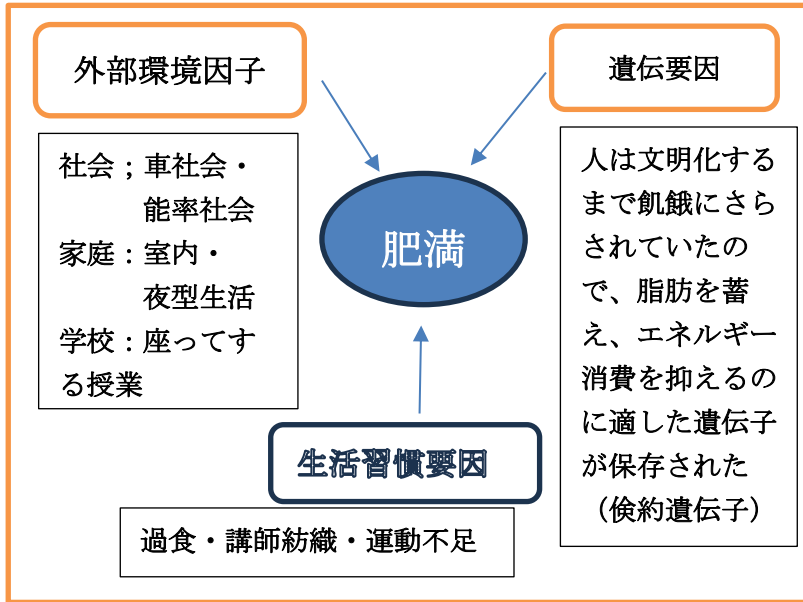 外部環境因子
遺伝要因
社会；車社会・
能率社会
家庭：室内・
夜型生活
学校：座ってす
る授業
肥満
人は文明化する
まで飢餓にさら
されていたの
で、脂肪を蓄
え、エネルギー
消費を抑えるの
に適した遺伝子
が保存された
（倹約遺伝子）
生活習慣要因
過食・講師紡織・運動不足